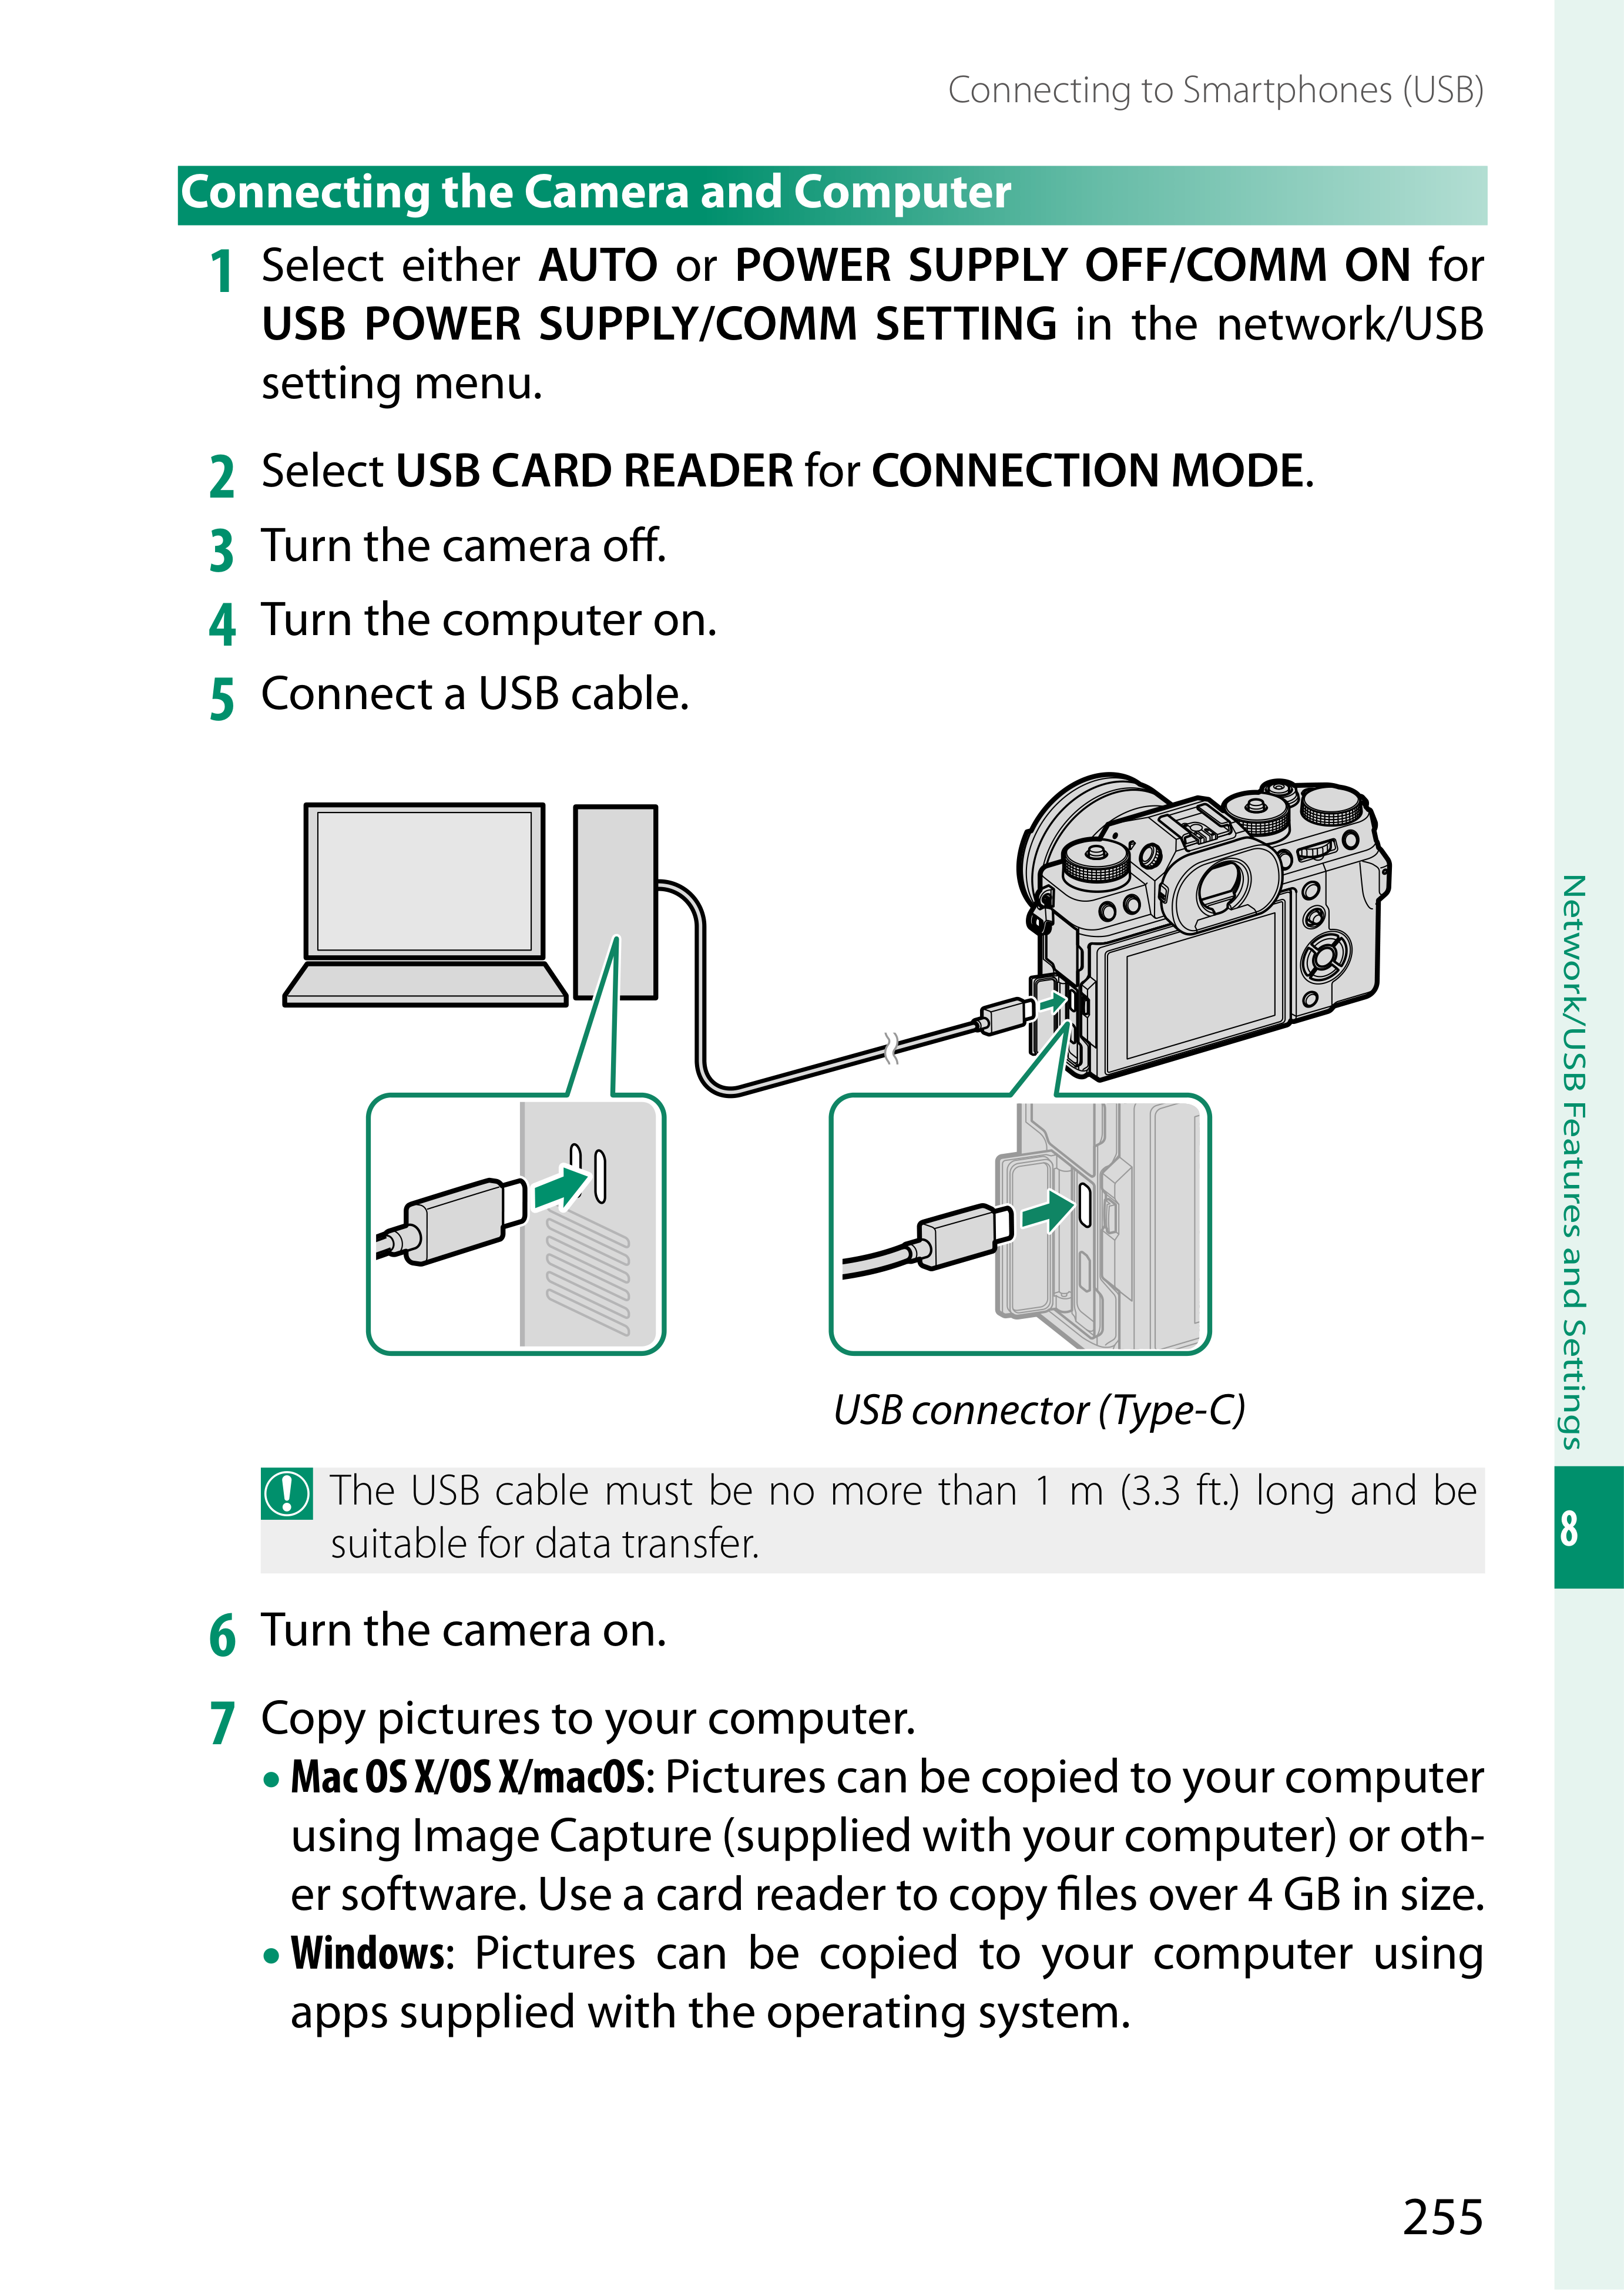 Connecting to Smartphones (USB)
Connecting the Camera and Computer
1 Select either AUTO or POWER SUPPLY OFF/COMM ON for
USB POWER SUPPLY/COMM SETTING in the network/USB
setting menu.
2 Select USB CARD READER for CONNECTION MODE.
3 Turn the camera off.
4 Turn the computer on.
5 Connect a USB cable.
USB connector (Type-C)
The USB cable must be no more than 1 m (3.3 ft.) long and be
suitable for data transfer.
6 Turn the camera on.
7 Copy pictures to your computer.
• Mac OS X/OS X/macOS: Pictures can be copied to your computer
using Image Capture (supplied with your computer) or oth-
er software. Use a card reader to copy files over 4 GB in size.
• Windows: Pictures can be copied to your computer using
apps supplied with the operating system.
Network/USB Features and Settings
8
255